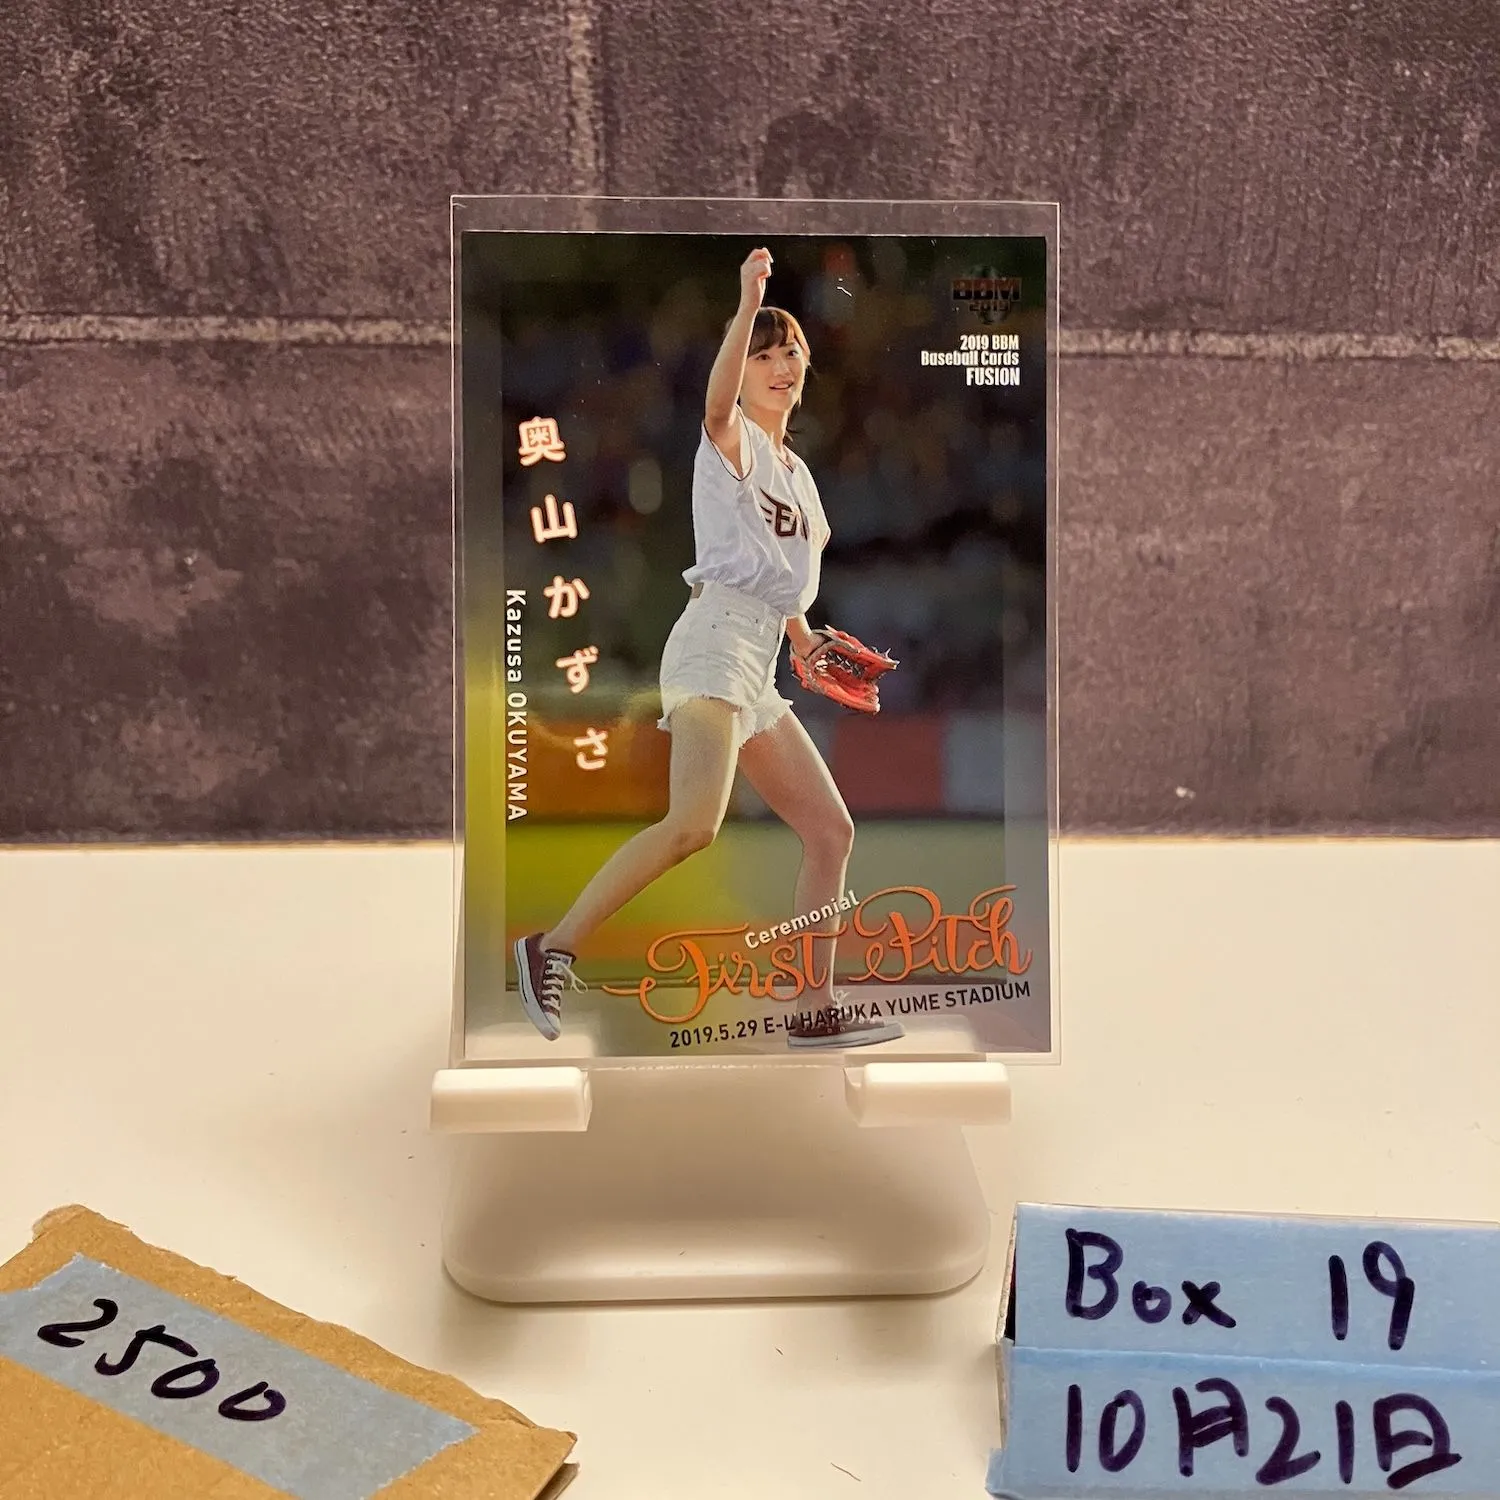 BBM
2019
2019 BBM
Baseball Cards
FUSION
奥山かずさ
Kazusa OKUYAMA
Ceremonial
First Pitch
2019.5.29 E-L HARUKA YUME STADIUM
2500
Box 19
10月21日